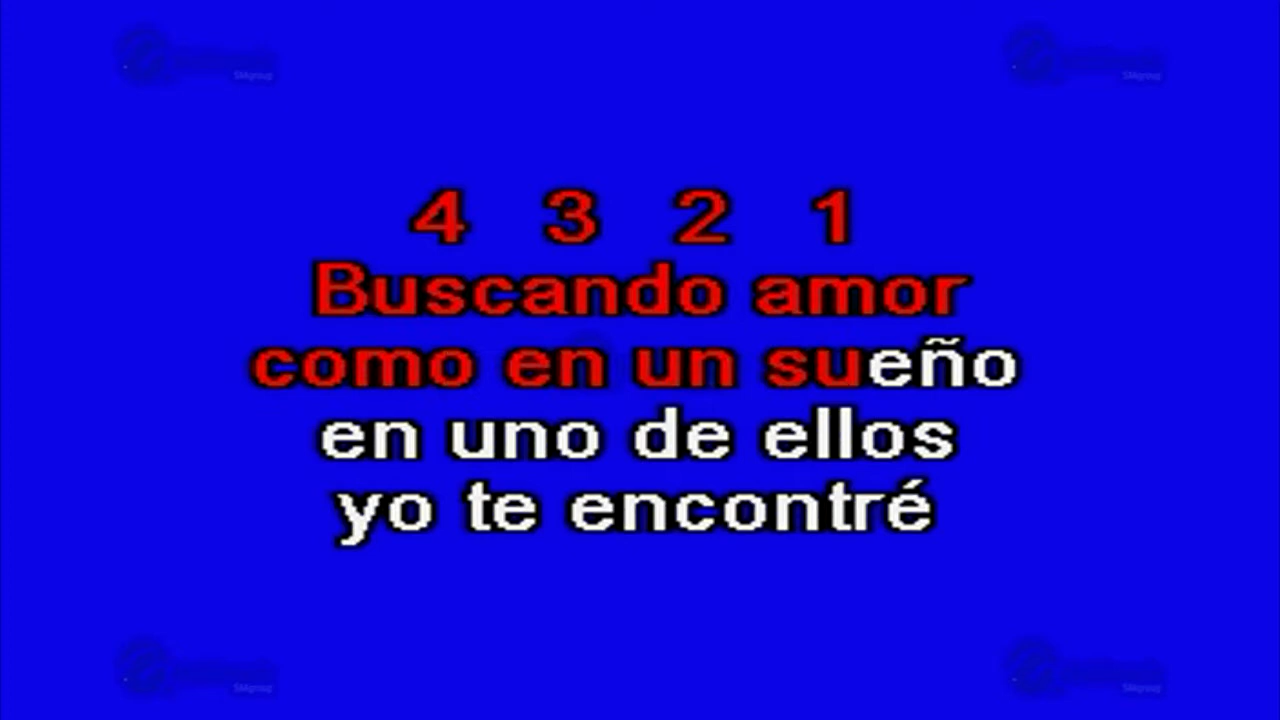 4 3 2 1
Buscando amor
como en un sueño
en uno de ellos
yo te encontré